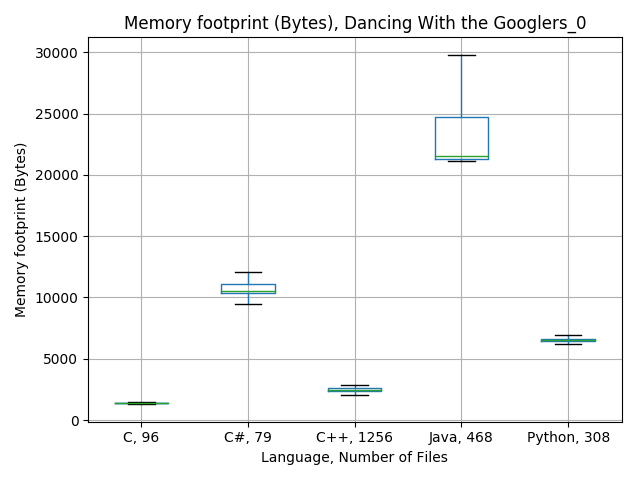 Memory footprint (Bytes), Dancing With the Googlers_0
Memory footprint (Bytes)
30000
25000
20000
15000
10000
5000
0
C, 96
C#, 79
C++, 1256
Java, 468
Python, 308
Language, Number of Files